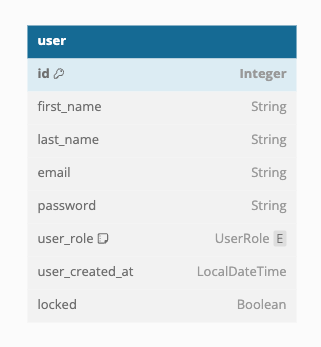 user
id Integer
first_name String
last_name String
email String
password String
user_role UserRole E
user_created_at LocalDateTime
locked Boolean